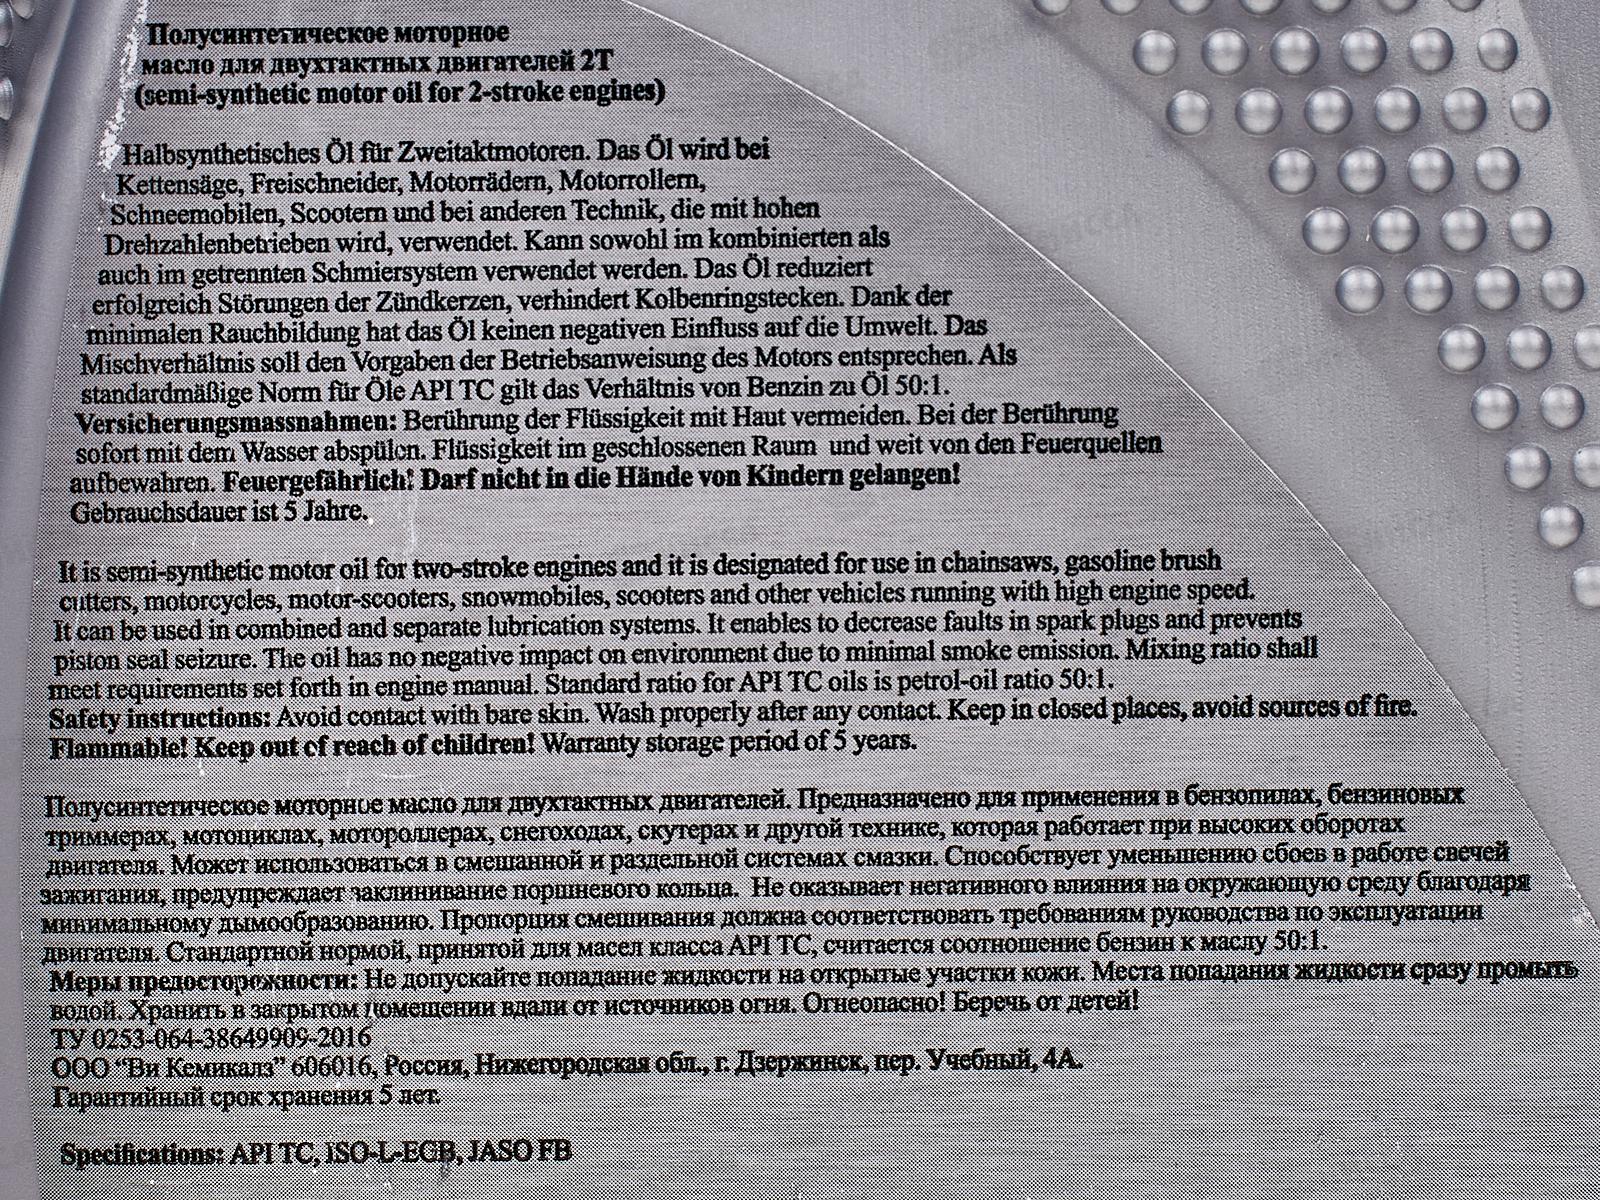 Полусинтетическое моторное
масло для двухтактных двигателей 2Т
(semi-synthetic motor oil for 2-stroke engines)
Halbsynthetisches Öl für Zweitaktmotoren. Das Öl wird bei
Kettensäge, Freischneider, Motorrädern, Motorrollern,
Schneemobilen, Scootern und bei anderen Technik, die mit hohen
Drehzahlenbetrieben wird, verwendet. Kann sowohl im kombinierten als
auch im getrennten Schmiersystem verwendet werden. Das Öl reduziert
erfolgreich Störungen der Zündkerzen, verhindert Kolbenringstecken. Dank der
minimalen Rauchbildung hat das Öl keinen negativen Einfluss auf die Umwelt. Das
Mischverhältnis soll den Vorgaben der Betriebsanweisung des Motors entsprechen. Als
standardmäßige Norm für Öle API TC gilt das Verhältnis von Benzin zu Öl 50:1.
Versicherungsmassnahmen: Berührung der Flüssigkeit mit Haut vermeiden. Bei der Berührung
sofort mit dem Wasser abspülen. Flüssigkeit im geschlossenen Raum und weit von den Feuerquellen
aufbewahren. Feuergefährlich! Darf nicht in die Hände von Kindern gelangen!
Gebrauchsdauer ist 5 Jahre.
It is semi-synthetic motor oil for two-stroke engines and it is designated for use in chainsaws, gasoline brush
cutters, motorcycles, motor-scooters, snowmobiles, scooters and other vehicles running with high engine speed.
It can be used in combined and separate lubrication systems. It enables to decrease faults in spark plugs and prevents
piston seal seizure. The oil has no negative impact on environment due to minimal smoke emission. Mixing ratio shall
meet requirements set forth in engine manual. Standard ratio for API TC oils is petrol-oil ratio 50:1.
Safety instructions: Avoid contact with bare skin. Wash properly after any contact. Keep in closed places, avoid sources of fire.
Flammable! Keep out of reach of children! Warranty storage period of 5 years.
Полусинтетическое моторное масло для двухтактных двигателей. Предназначено для применения в бензопилах, бензиновых
триммерах, мотоциклах, мотороллерах, снегоходах, скутерах и другой технике, которая работает при высоких оборотах
двигателя. Может использоваться в смешанной и раздельной системах смазки. Способствует уменьшению сбоев в работе свечей
зажигания, предупреждает заклинивание поршневого кольца. Не оказывает негативного влияния на окружающую среду благодаря
минимальному дымообразованию. Пропорция смешивания должна соответствовать требованиям руководства по эксплуатации
двигателя. Стандартной нормой, принятой для масел класса API TC, считается соотношение бензин к маслу 50:1.
Меры предосторожности: Не допускайте попадание жидкости на открытые участки кожи. Места попадания жидкости сразу промыть
водой. Хранить в закрытом помещении вдали от источников огня. Огнеопасно! Беречь от детей!
ТУ 0253-064-38649909-2016
ООО “Ви Кемикалз” 606016, Россия, Нижегородская обл., г. Дзержинск, пер. Учебный, 4А.
Гарантийный срок хранения 5 лет.
Specifications: API TC, ISO-L-EGB, JASO FB